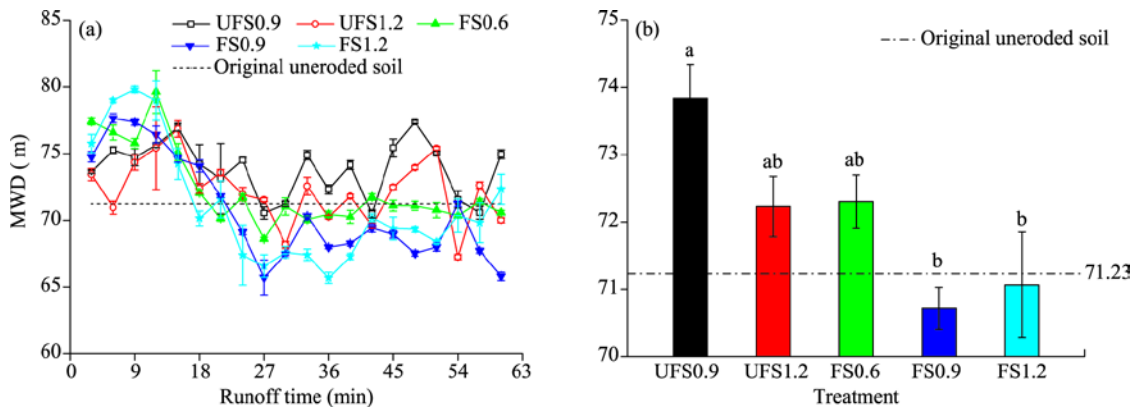 (a)
UFS0.9 UFS1.2 FS0.6
FS0.9 FS1.2
Original uneroded soil
85
80
75
70
65
60
MWD ( m)
0 9 18 27 36 45 54 63
Runoff time (min)
(b)
Original uneroded soil
75
74
73
72
71
70
a
ab
ab
b
b
71.23
UFS0.9 UFS1.2 FS0.6 FS0.9 FS1.2
Treatment